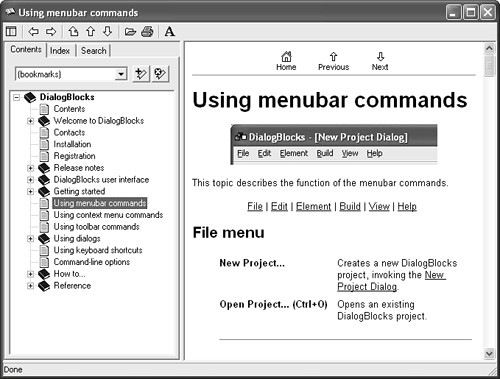 Using menubar commands
A
Contents
Index
Search
(bookmarks)
DialogBlocks
Contents
Welcome to DialogBlocks
Contacts
Installation
Registration
Release notes
DialogBlocks user interface
Getting started
Using menubar commands
Using context menu commands
Using toolbar commands
Using dialogs
Using keyboard shortcuts
Command-line options
How to...
Reference
Home Previous Next
Using menubar commands
DialogBlocks - [New Project Dialog]
File Edit Element Build View Help
This topic describes the function of the menubar commands.
File | Edit | Element | Build | View | Help
File menu
New Project... Creates a new DialogBlocks
project, invoking the New
Project Dialog.
Open Project... (Ctrl+O) Opens an existing
DialogBlocks project.
Done